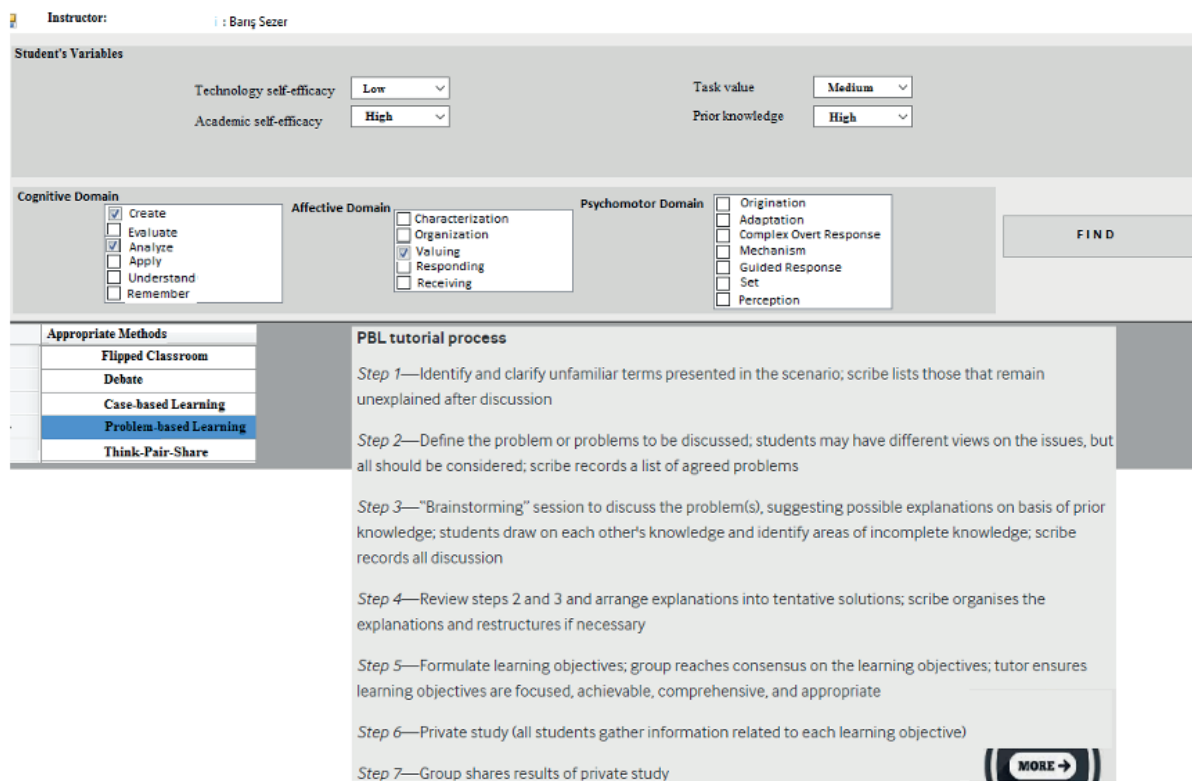 Instructor: : Barış Sezer
Student's Variables
Technology self-efficacy Low Task value Medium
Academic self-efficacy High Prior knowledge High
Cognitive Domain
Create
Evaluate
Analyze
Apply
Understand
Remember
Affective Domain
Characterization
Organization
Valuing
Responding
Receiving
Psychomotor Domain
Origination
Adaptation
Complex Overt Response
Mechanism
Guided Response
Set
Perception
FIND
Appropriate Methods
Flipped Classroom
Debate
Case-based Learning
Problem-based Learning
Think-Pair-Share
PBL tutorial process
Step 1—Identify and clarify unfamiliar terms presented in the scenario; scribe lists those that remain
unexplained after discussion
Step 2—Define the problem or problems to be discussed; students may have different views on the issues, but
all should be considered; scribe records a list of agreed problems
Step 3—"Brainstorming" session to discuss the problem(s), suggesting possible explanations on basis of prior
knowledge; students draw on each other's knowledge and identify areas of incomplete knowledge; scribe
records all discussion
Step 4—Review steps 2 and 3 and arrange explanations into tentative solutions; scribe organises the
explanations and restructures if necessary
Step 5—Formulate learning objectives; group reaches consensus on the learning objectives; tutor ensures
learning objectives are focused, achievable, comprehensive, and appropriate
Step 6—Private study (all students gather information related to each learning objective)
Step 7—Group shares results of private study
MORE →